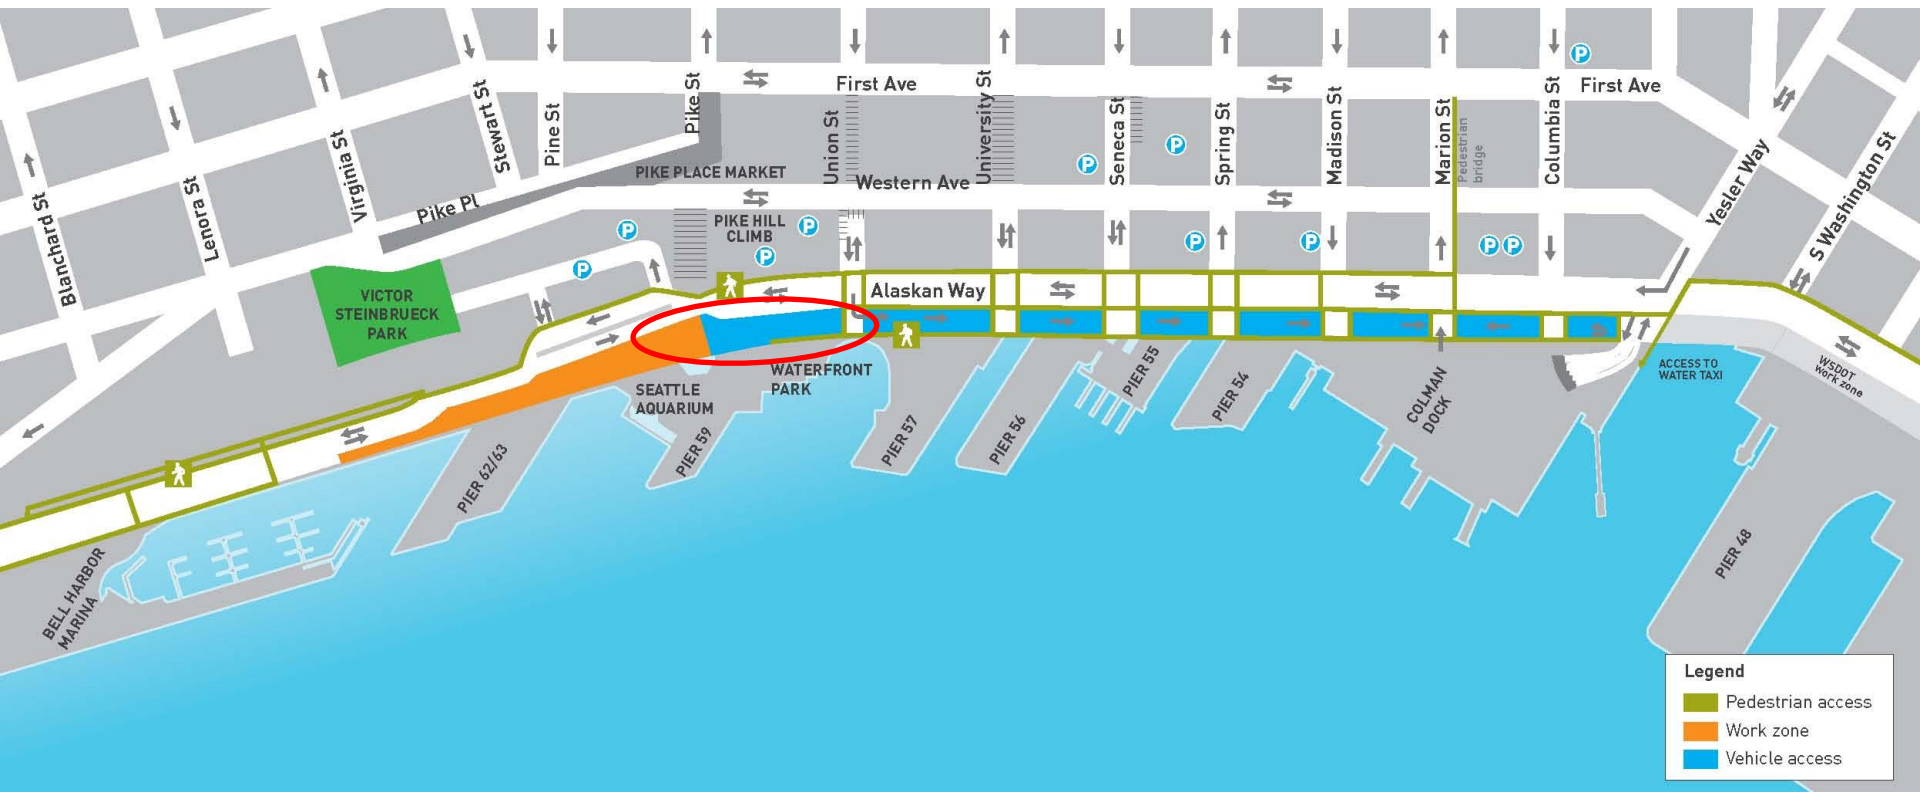 First Ave
First Ave
Western Ave
Alaskan Way
Blanchard St
Lenora St
Virginia St
Stewart St
Pine St
Pike St
Union St
University St
Seneca St
Spring St
Madison St
Marion St
Pedestrian
bridge
Columbia St
Yesler Way
S Washington St
Pike Pl
PIKE PLACE MARKET
PIKE HILL
CLIMB
P
P
P
P
P
P
P
P
P
P
P
VICTOR
STEINBRUECK
PARK
SEATTLE
AQUARIUM
WATERFRONT
PARK
BELL HARBOR
MARINA
PIER 62/63
PIER 59
PIER 57
PIER 56
PIER 55
PIER 54
COLMAN
DOCK
ACCESS TO
WATER TAXI
WSDOT
work zone
PIER 48
Legend
Pedestrian access
Work zone
Vehicle access